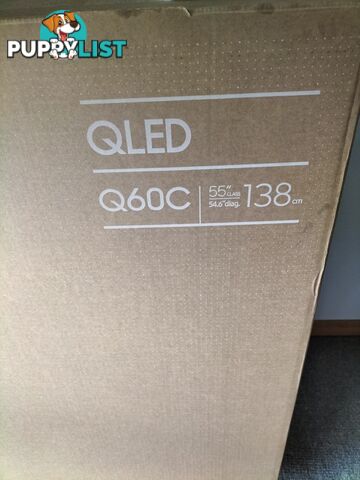 PUPPYLIST
QLED
Q60C 55" CLASS 138 cm
54.6" diag.